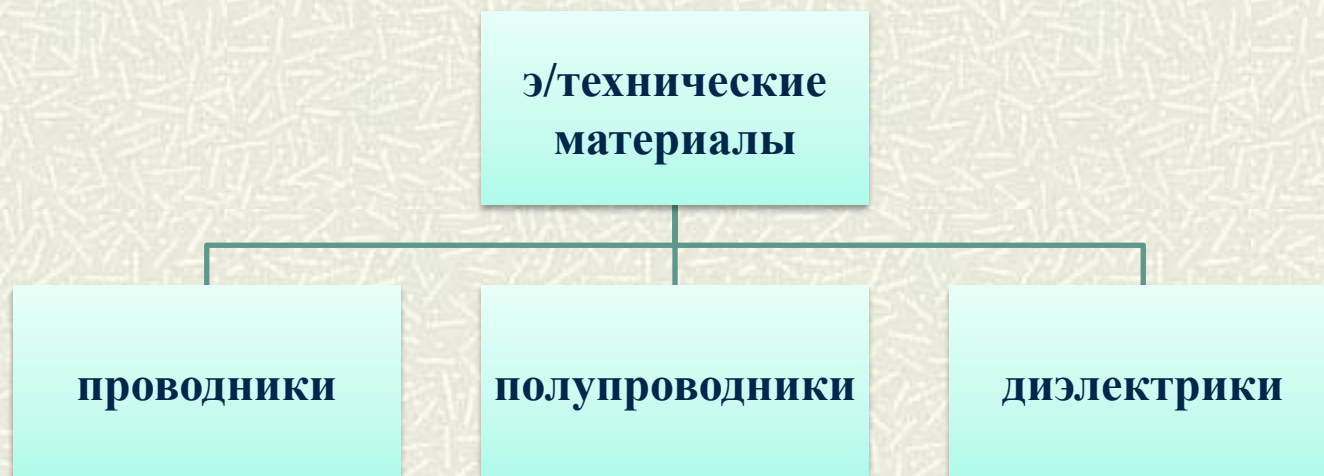 э/технические
материалы
проводники
полупроводники
диэлектрики